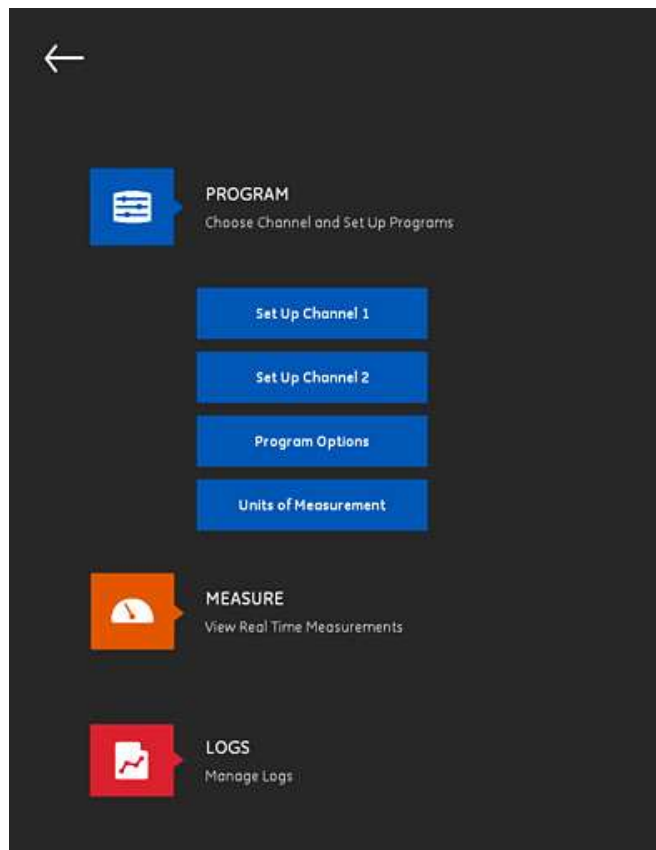 PROGRAM
Choose Channel and Set Up Programs
Set Up Channel 1
Set Up Channel 2
Program Options
Units of Measurement
MEASURE
View Real Time Measurements
LOGS
Manage Logs